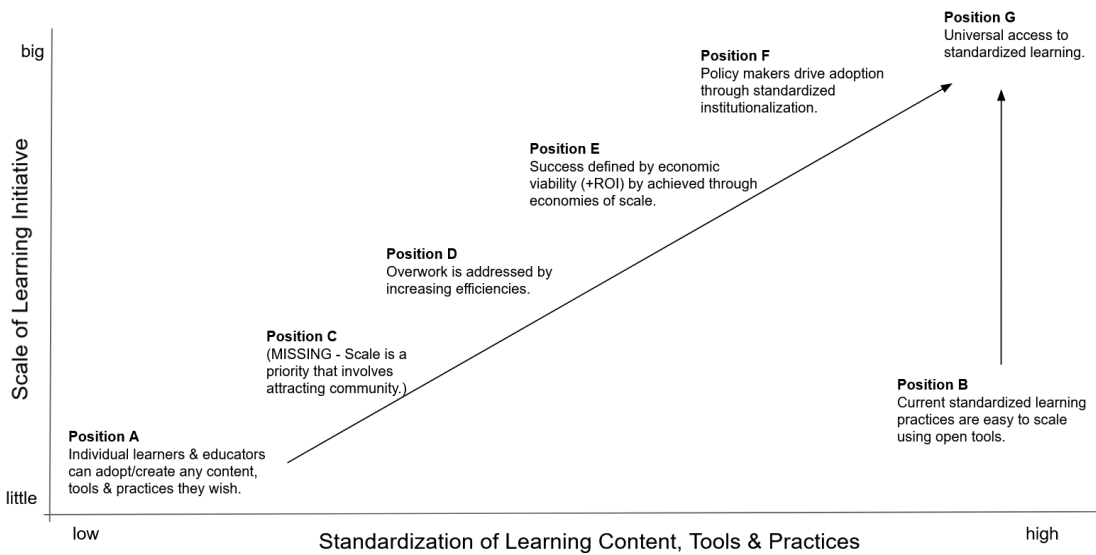 Position G
Universal access to
standardized learning.
big
Position F
Policy makers drive adoption
through standardized
institutionalization.
Position E
Success defined by economic
viability (+ROI) by achieved through
economies of scale.
Position D
Overwork is addressed by
increasing efficiencies.
Position C
(MISSING - Scale is a
priority that involves
attracting community.)
Position B
Current standardized learning
practices are easy to scale
using open tools.
Position A
Individual learners & educators
can adopt/create any content,
tools & practices they wish.
Scale of Learning Initiative
little
low
high
Standardization of Learning Content, Tools & Practices